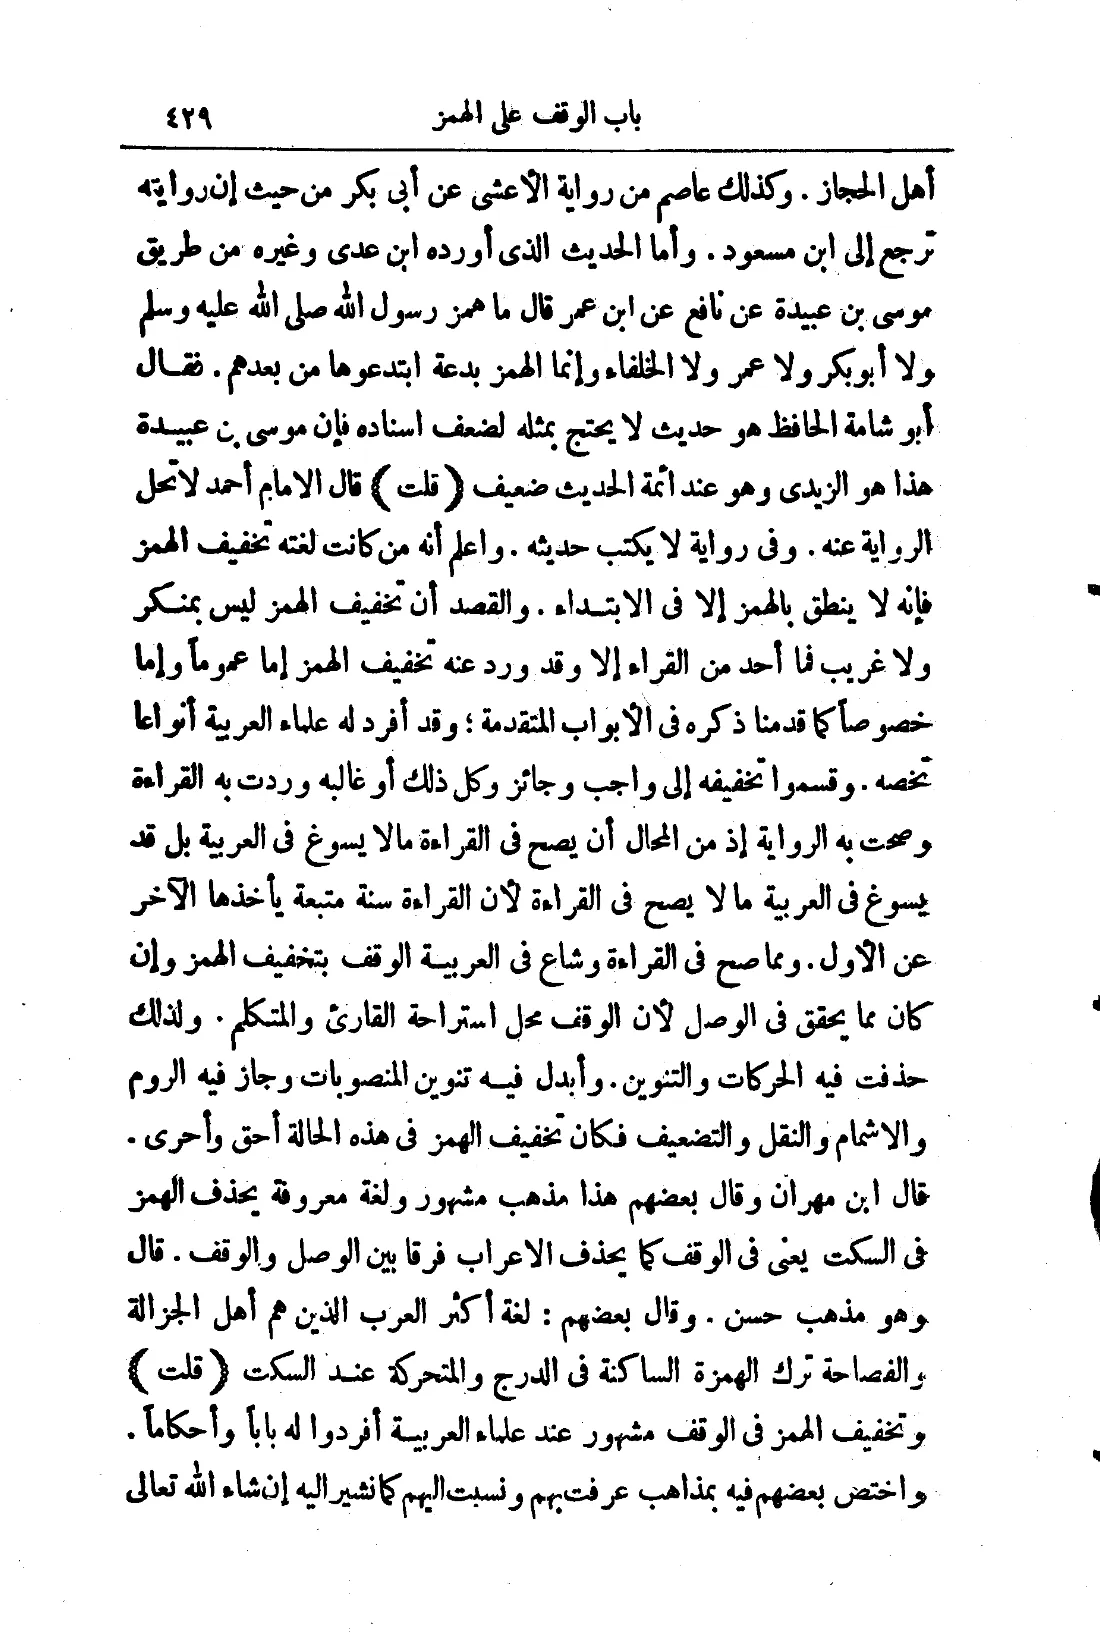 باب الوقف على الهمز ٤٢٩
أهل الحجاز . وكذلك عاصم من رواية الأعشى عن أبى بكر من حيث إن روايته
ترجع إلى ابن مسعود . وأما الحديث الذى أورده ابن عدى وغيره من طريق
موسى بن عبيدة عن نافع عن ابن عمر قال ما همز رسول الله صلى الله عليه وسلم
ولا أبو بكر ولا عمر ولا الخلفاء وإنما الهمز بدعة ابتدعوها من بعدهم . فقال
أبو شامة الحافظ هو حديث لا يحتج بمثله لضعف اسناده فإن موسى بن عبيدة
هذا هو الزيدى وهو عند ائمة الحديث ضعيف (قلت) قال الامام أحمد لا تحل
الرواية عنه . وفى رواية لا يكتب حديثه . واعلم أنه من كانت لغته تخفيف الهمز
فإنه لا ينطق بالهمز إلا فى الابتداء . والقصد أن تخفيف الهمز ليس بمنكر
ولا غريب فما أحد من القراء إلا وقد ورد عنه تخفيف الهمز إما عموماً وإما
خصوصاً كما قدمنا ذكره فى الأبواب المتقدمة ؛ وقد أفرد له علماء العربية أنواعا
تخصه . وقسموا تخفيفه إلى واجب وجائز وكل ذلك أو غالبه وردت به القراءة
وصحت به الرواية إذ من المحال أن يصح فى القراءة مالا يسوغ فى العربية بل قد
يسوغ فى العربية ما لا يصح فى القراءة لأن القراءة سنة متبعة يأخذها الآخر
عن الأول . ومما صح فى القراءة وشاع فى العربية الوقف بتخفيف الهمز وإن
كان مما يحقق فى الوصل لأن الوقف محل استراحة القارئ والمتكلم . ولذلك
حذفت فيه الحركات والتنوين . وأبدل فيه تنوين المنصوبات وجاز فيه الروم
والاشمام والنقل والتضعيف فكان تخفيف الهمز فى هذه الحالة أحق وأحرى .
قال ابن مهران وقال بعضهم هذا مذهب مشهور ولغة معروفة يحذف الهمز
فى السكت يعنى فى الوقف كما يحذف الاعراب فرقا بين الوصل والوقف . قال
وهو مذهب حسن . وقال بعضهم : لغة أكثر العرب الذين هم أهل الجزالة
والفصاحة ترك الهمزة الساكنة فى الدرج والمتحركة عند السكت (قلت)
وتخفيف الهمز فى الوقف مشهور عند علماء العربية أفردوا له باباً وأحكاماً .
واختص بعضهم فيه بمذاهب عرفت بهم ونسبت اليهم كما نشير اليه إن شاء الله تعالى